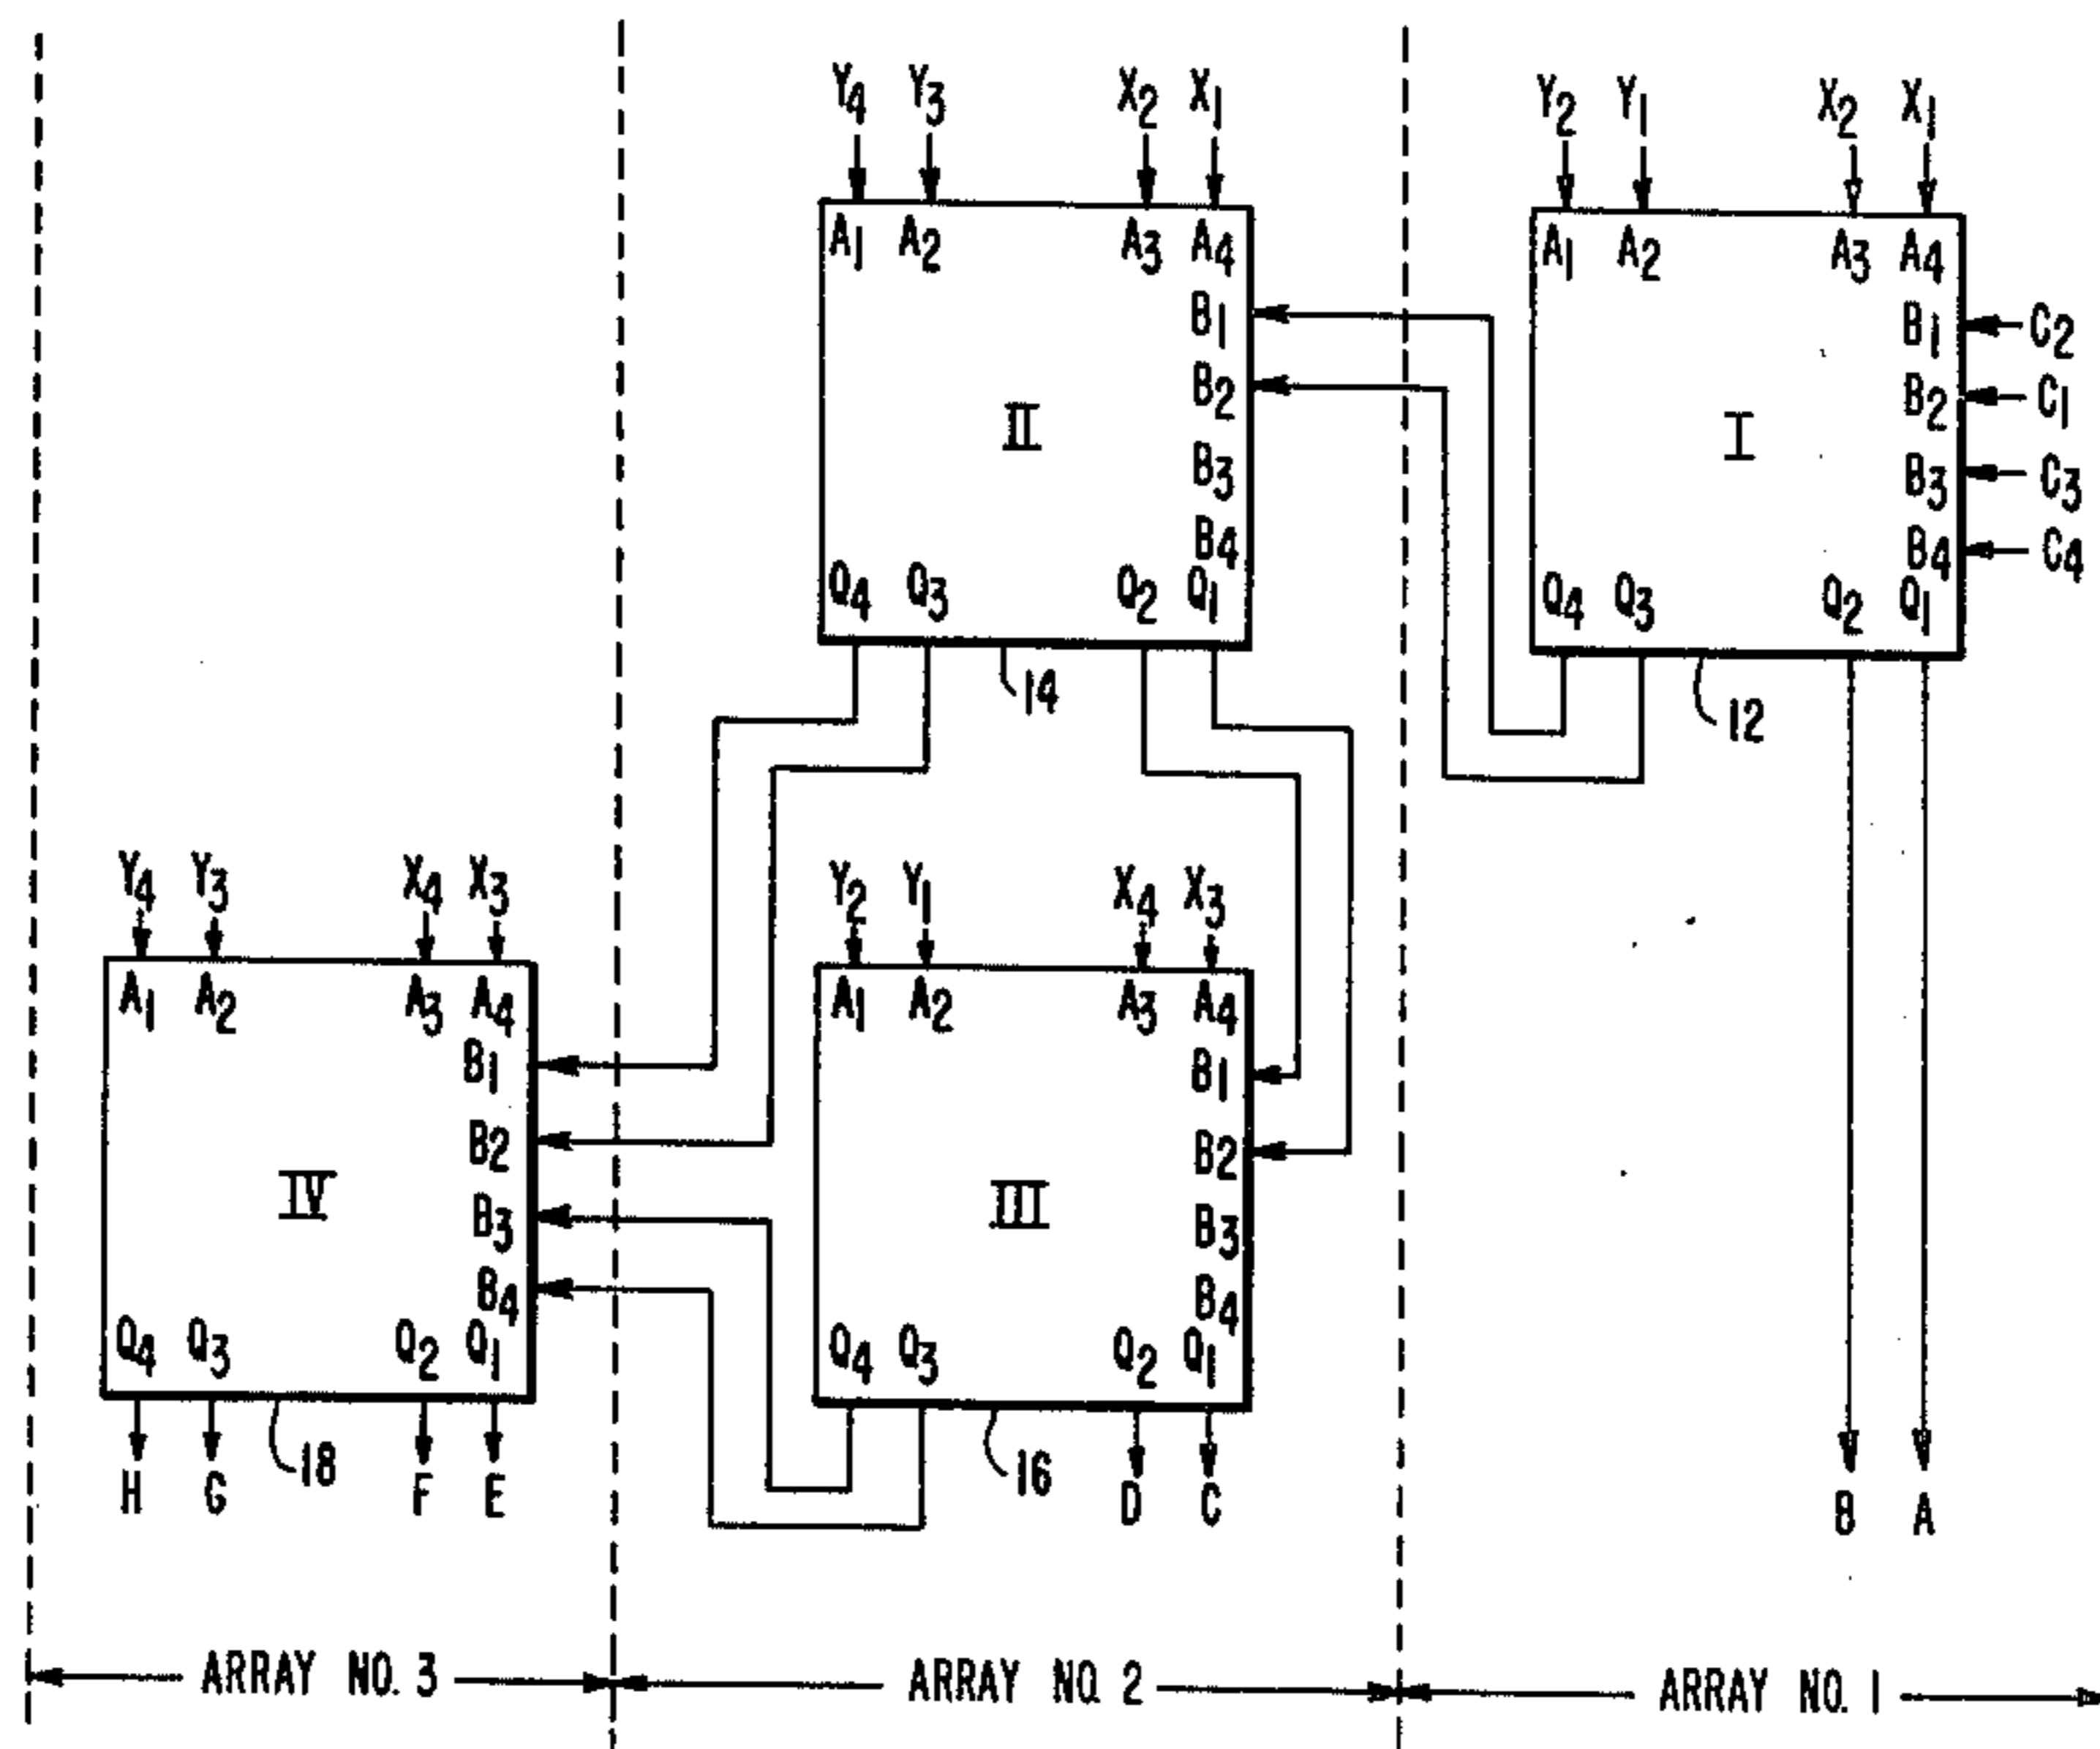 Y4 Y3 X2 X1
Y2 Y1 X2 X1
A1 A2 A3 A4
B1
B2
B3
B4
II
Q4 Q3 Q2 Q1
14
A1 A2 A3 A4
B1 C2
B2 C1
B3 C3
B4 C4
I
Q4 Q3 Q2 Q1
12
Y4 Y3 X4 X3
A1 A2 A3 A4
B1
B2
B3
B4
IV
Q4 Q3 Q2 Q1
18
H G F E
Y2 Y1 X4 X3
A1 A2 A3 A4
B1
B2
B3
B4
III
Q4 Q3 Q2 Q1
16
D C
B A
ARRAY NO. 3
ARRAY NO. 2
ARRAY NO. 1